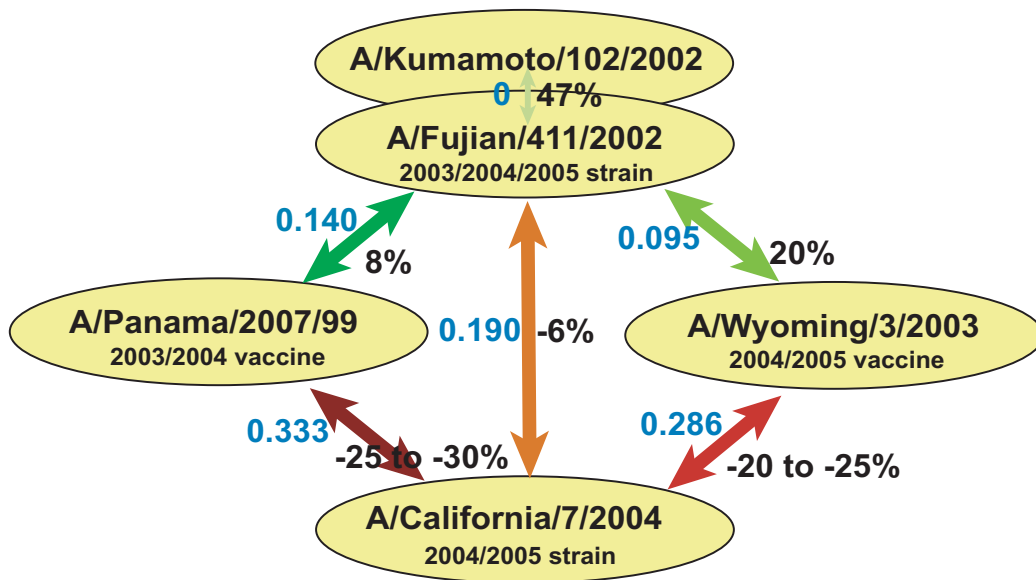 A/Kumamoto/102/2002
0 47%
A/Fujian/411/2002
2003/2004/2005 strain
0.140
8%
0.095
20%
A/Panama/2007/99
2003/2004 vaccine
0.190 -6%
A/Wyoming/3/2003
2004/2005 vaccine
0.333
-25 to -30%
0.286
-20 to -25%
A/California/7/2004
2004/2005 strain